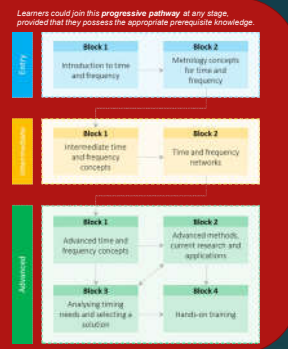 Learners could join this progressive pathway at any stage,
provided that they possess the appropriate prerequisite knowledge.
Entry
Block 1
Introduction to time
and frequency
Block 2
Metrology concepts
for time and
frequency
Intermediate
Block 1
Intermediate time
and frequency
concepts
Block 2
Time and frequency
networks
Advanced
Block 1
Advanced time and
frequency concepts
Block 2
Advanced methods,
current research and
applications
Block 3
Analysing timing
needs and selecting a
solution
Block 4
Hands-on training